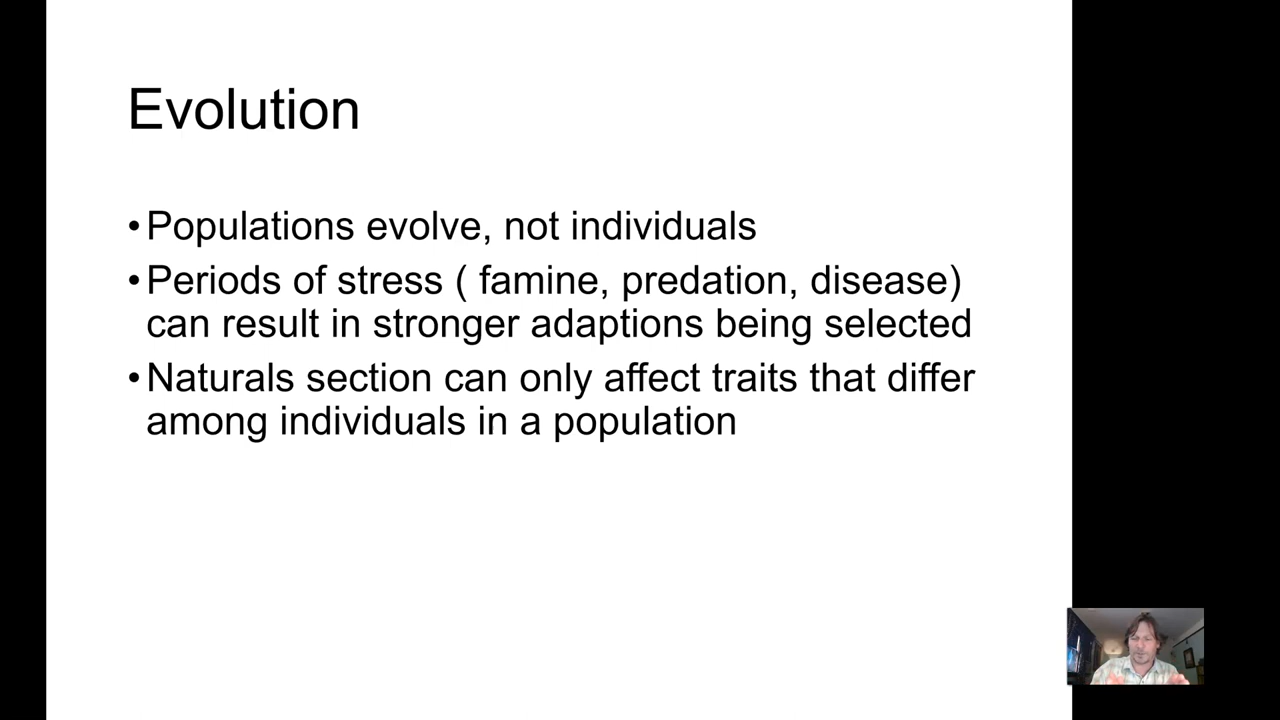 Evolution
•Populations evolve, not individuals
•Periods of stress ( famine, predation, disease)
can result in stronger adaptions being selected
•Naturals section can only affect traits that differ
among individuals in a population